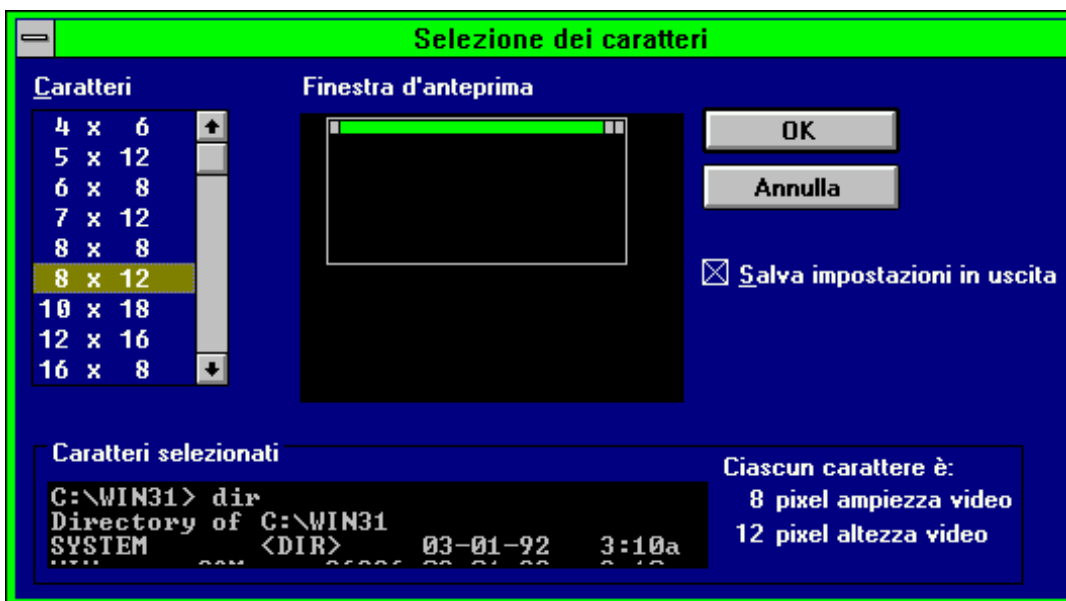 Selezione dei caratteri
Caratteri
4 x 6
5 x 12
6 x 8
7 x 12
8 x 8
8 x 12
10 x 18
12 x 16
16 x 8
Finestra d'anteprima
OK
Annulla
Salva impostazioni in uscita
Caratteri selezionati
C:\WIN31> dir
Directory of C:\WIN31
SYSTEM <DIR> 03-01-92 3:10a
Ciascun carattere è:
8 pixel ampiezza video
12 pixel altezza video